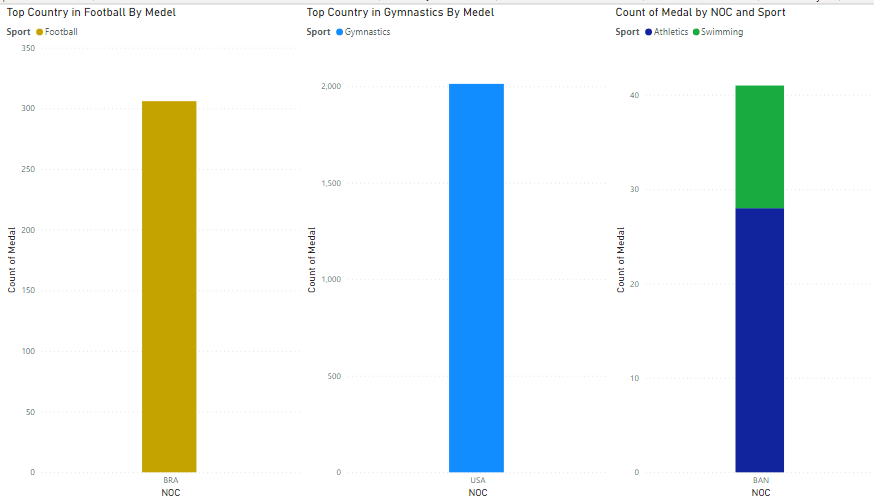 Top Country in Football By Medel
Sport Football
350
300
250
200
150
100
50
0
Count of Medal
BRA
NOC
Top Country in Gymnastics By Medel
Sport Gymnastics
2,000
1,500
1,000
500
0
Count of Medal
USA
NOC
Count of Medal by NOC and Sport
Sport Athletics Swimming
40
30
20
10
0
Count of Medal
BAN
NOC